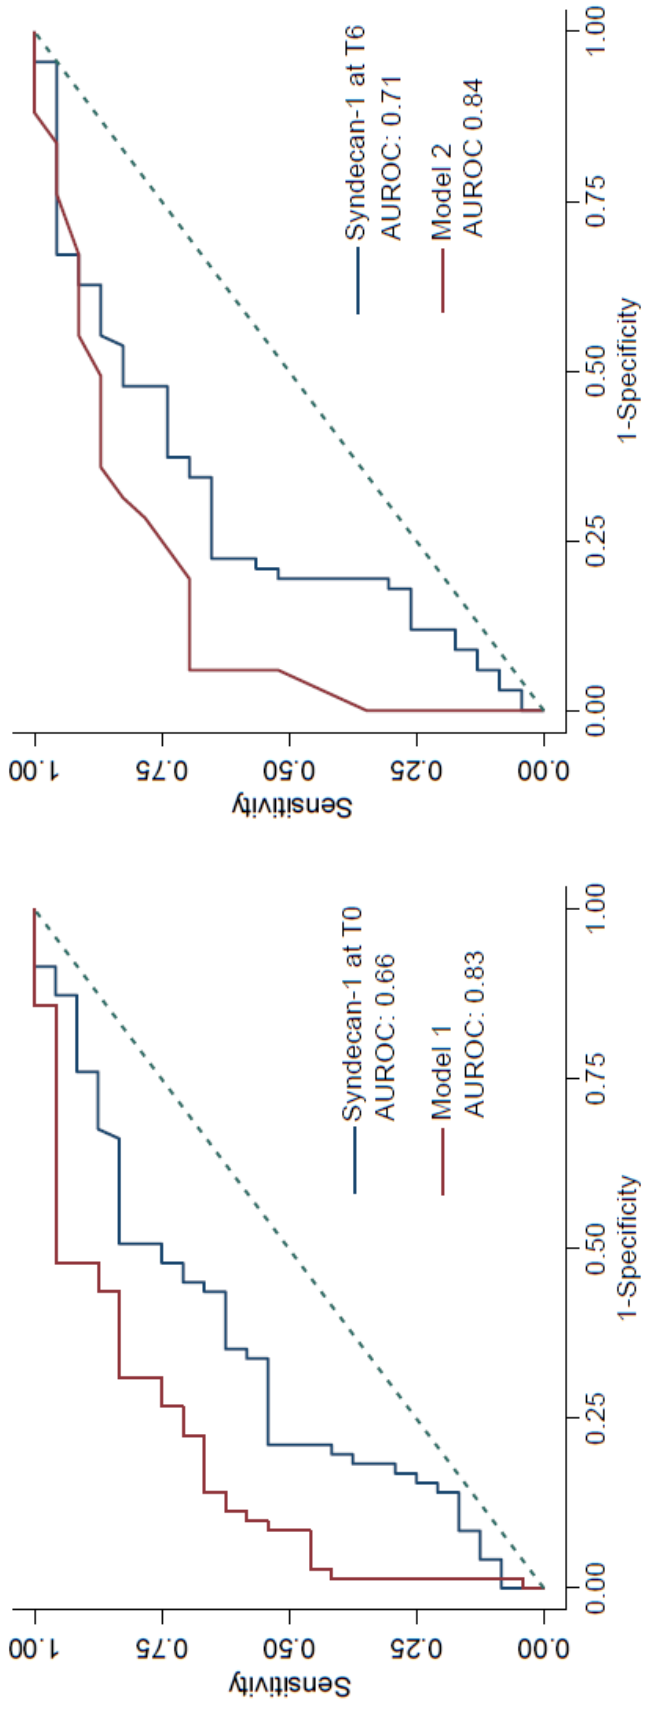 Sensitivity
1.00
0.75
0.50
0.25
0.00
Syndecan-1 at T0
AUROC: 0.66
Model 1
AUROC: 0.83
0.00
0.25
0.50
0.75
1.00
1-Specificity
Sensitivity
1.00
0.75
0.50
0.25
0.00
Syndecan-1 at T6
AUROC: 0.71
Model 2
AUROC 0.84
0.00
0.25
0.50
0.75
1.00
1-Specificity